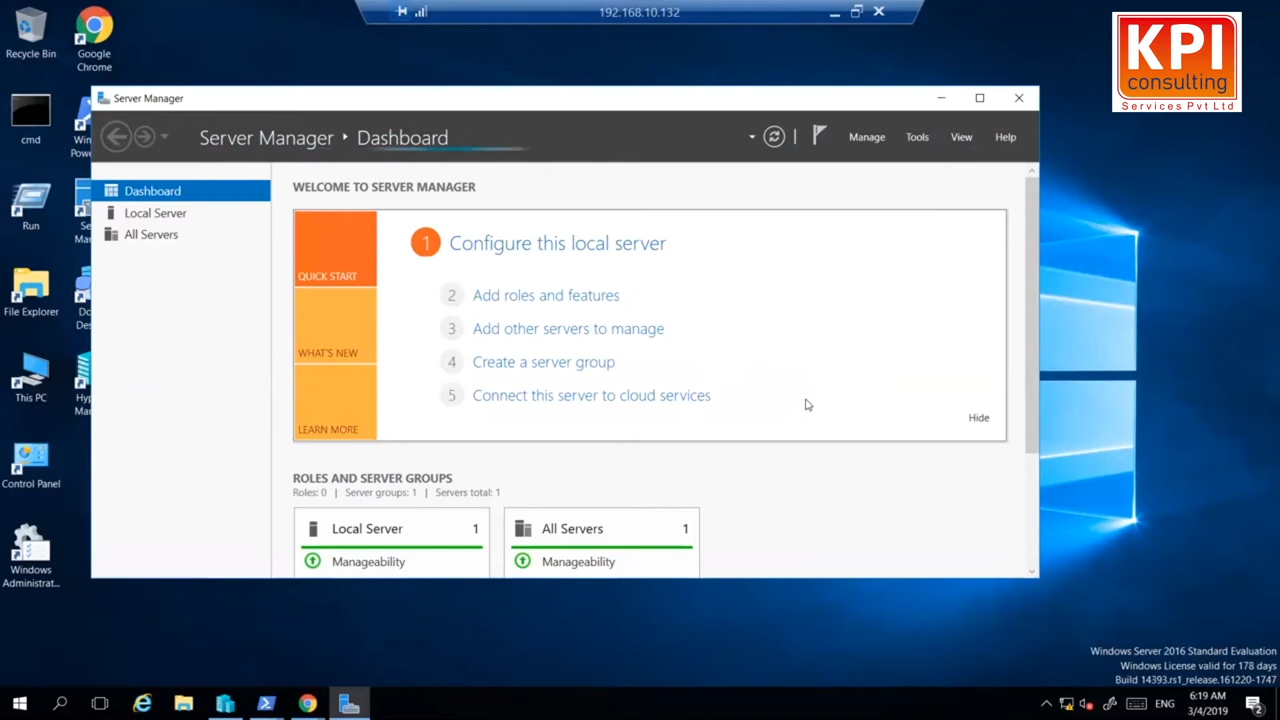 192.168.10.132
KPI
consulting
Services Pvt Ltd
Recycle Bin
Google
Chrome
cmd
Run
File Explorer
This PC
Control Panel
Windows
Administrat...
Server Manager
Server Manager
Dashboard
Manage
Tools
View
Help
Dashboard
Local Server
All Servers
WELCOME TO SERVER MANAGER
QUICK START
WHAT'S NEW
LEARN MORE
1 Configure this local server
2 Add roles and features
3 Add other servers to manage
4 Create a server group
5 Connect this server to cloud services
Hide
ROLES AND SERVER GROUPS
Roles: 0 | Server groups: 1 | Servers total: 1
Local Server 1
Manageability
All Servers 1
Manageability
Windows Server 2016 Standard Evaluation
Windows License valid for 178 days
Build 14393.rs1_release.161220-1747
ENG
6:19 AM
3/4/2019
2